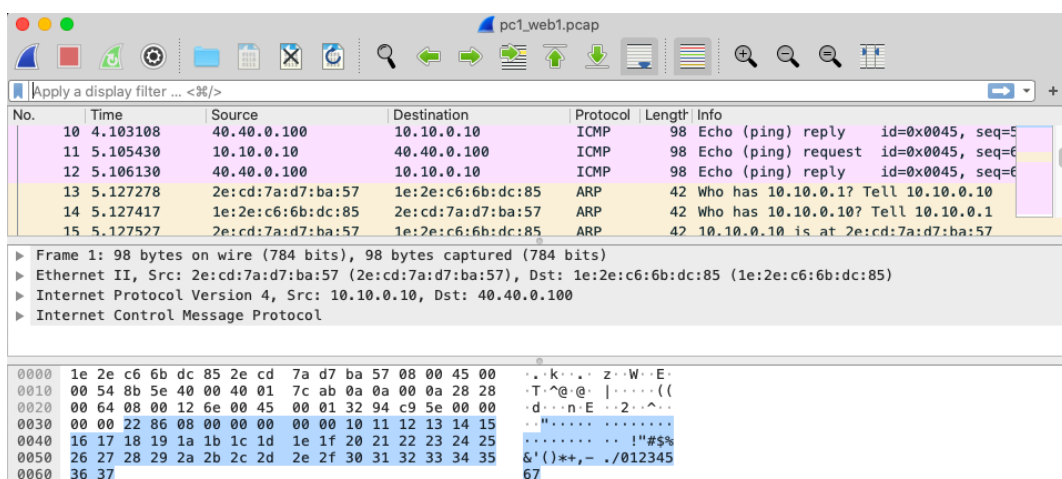 pc1_web1.pcap
Apply a display filter ... <⌘/>
+
No. Time Source Destination Protocol Length Info
10 4.103108 40.40.0.100 10.10.0.10 ICMP 98 Echo (ping) reply id=0x0045, seq=5
11 5.105430 10.10.0.10 40.40.0.100 ICMP 98 Echo (ping) request id=0x0045, seq=6
12 5.106130 40.40.0.100 10.10.0.10 ICMP 98 Echo (ping) reply id=0x0045, seq=6
13 5.127278 2e:cd:7a:d7:ba:57 1e:2e:c6:6b:dc:85 ARP 42 Who has 10.10.0.1? Tell 10.10.0.10
14 5.127417 1e:2e:c6:6b:dc:85 2e:cd:7a:d7:ba:57 ARP 42 Who has 10.10.0.10? Tell 10.10.0.1
15 5.127527 2e:cd:7a:d7:ba:57 1e:2e:c6:6b:dc:85 ARP 42 10.10.0.10 is at 2e:cd:7a:d7:ba:57
Frame 1: 98 bytes on wire (784 bits), 98 bytes captured (784 bits)
Ethernet II, Src: 2e:cd:7a:d7:ba:57 (2e:cd:7a:d7:ba:57), Dst: 1e:2e:c6:6b:dc:85 (1e:2e:c6:6b:dc:85)
Internet Protocol Version 4, Src: 10.10.0.10, Dst: 40.40.0.100
Internet Control Message Protocol
0000 1e 2e c6 6b dc 85 2e cd 7a d7 ba 57 08 00 45 00 ·.·k··.· z··W··E·
0010 00 54 8b 5e 40 00 40 01 7c ab 0a 0a 00 0a 28 28 ·T·^@·@· |·····((
0020 00 64 08 00 12 6e 00 45 00 01 32 94 c9 5e 00 00 ·d···n·E ··2··^··
0030 00 00 22 86 08 00 00 00 00 00 10 11 12 13 14 15 ··"····· ········
0040 16 17 18 19 1a 1b 1c 1d 1e 1f 20 21 22 23 24 25 ········ ·· !"#$%
0050 26 27 28 29 2a 2b 2c 2d 2e 2f 30 31 32 33 34 35 &'()*+,- ./012345
0060 36 37 67